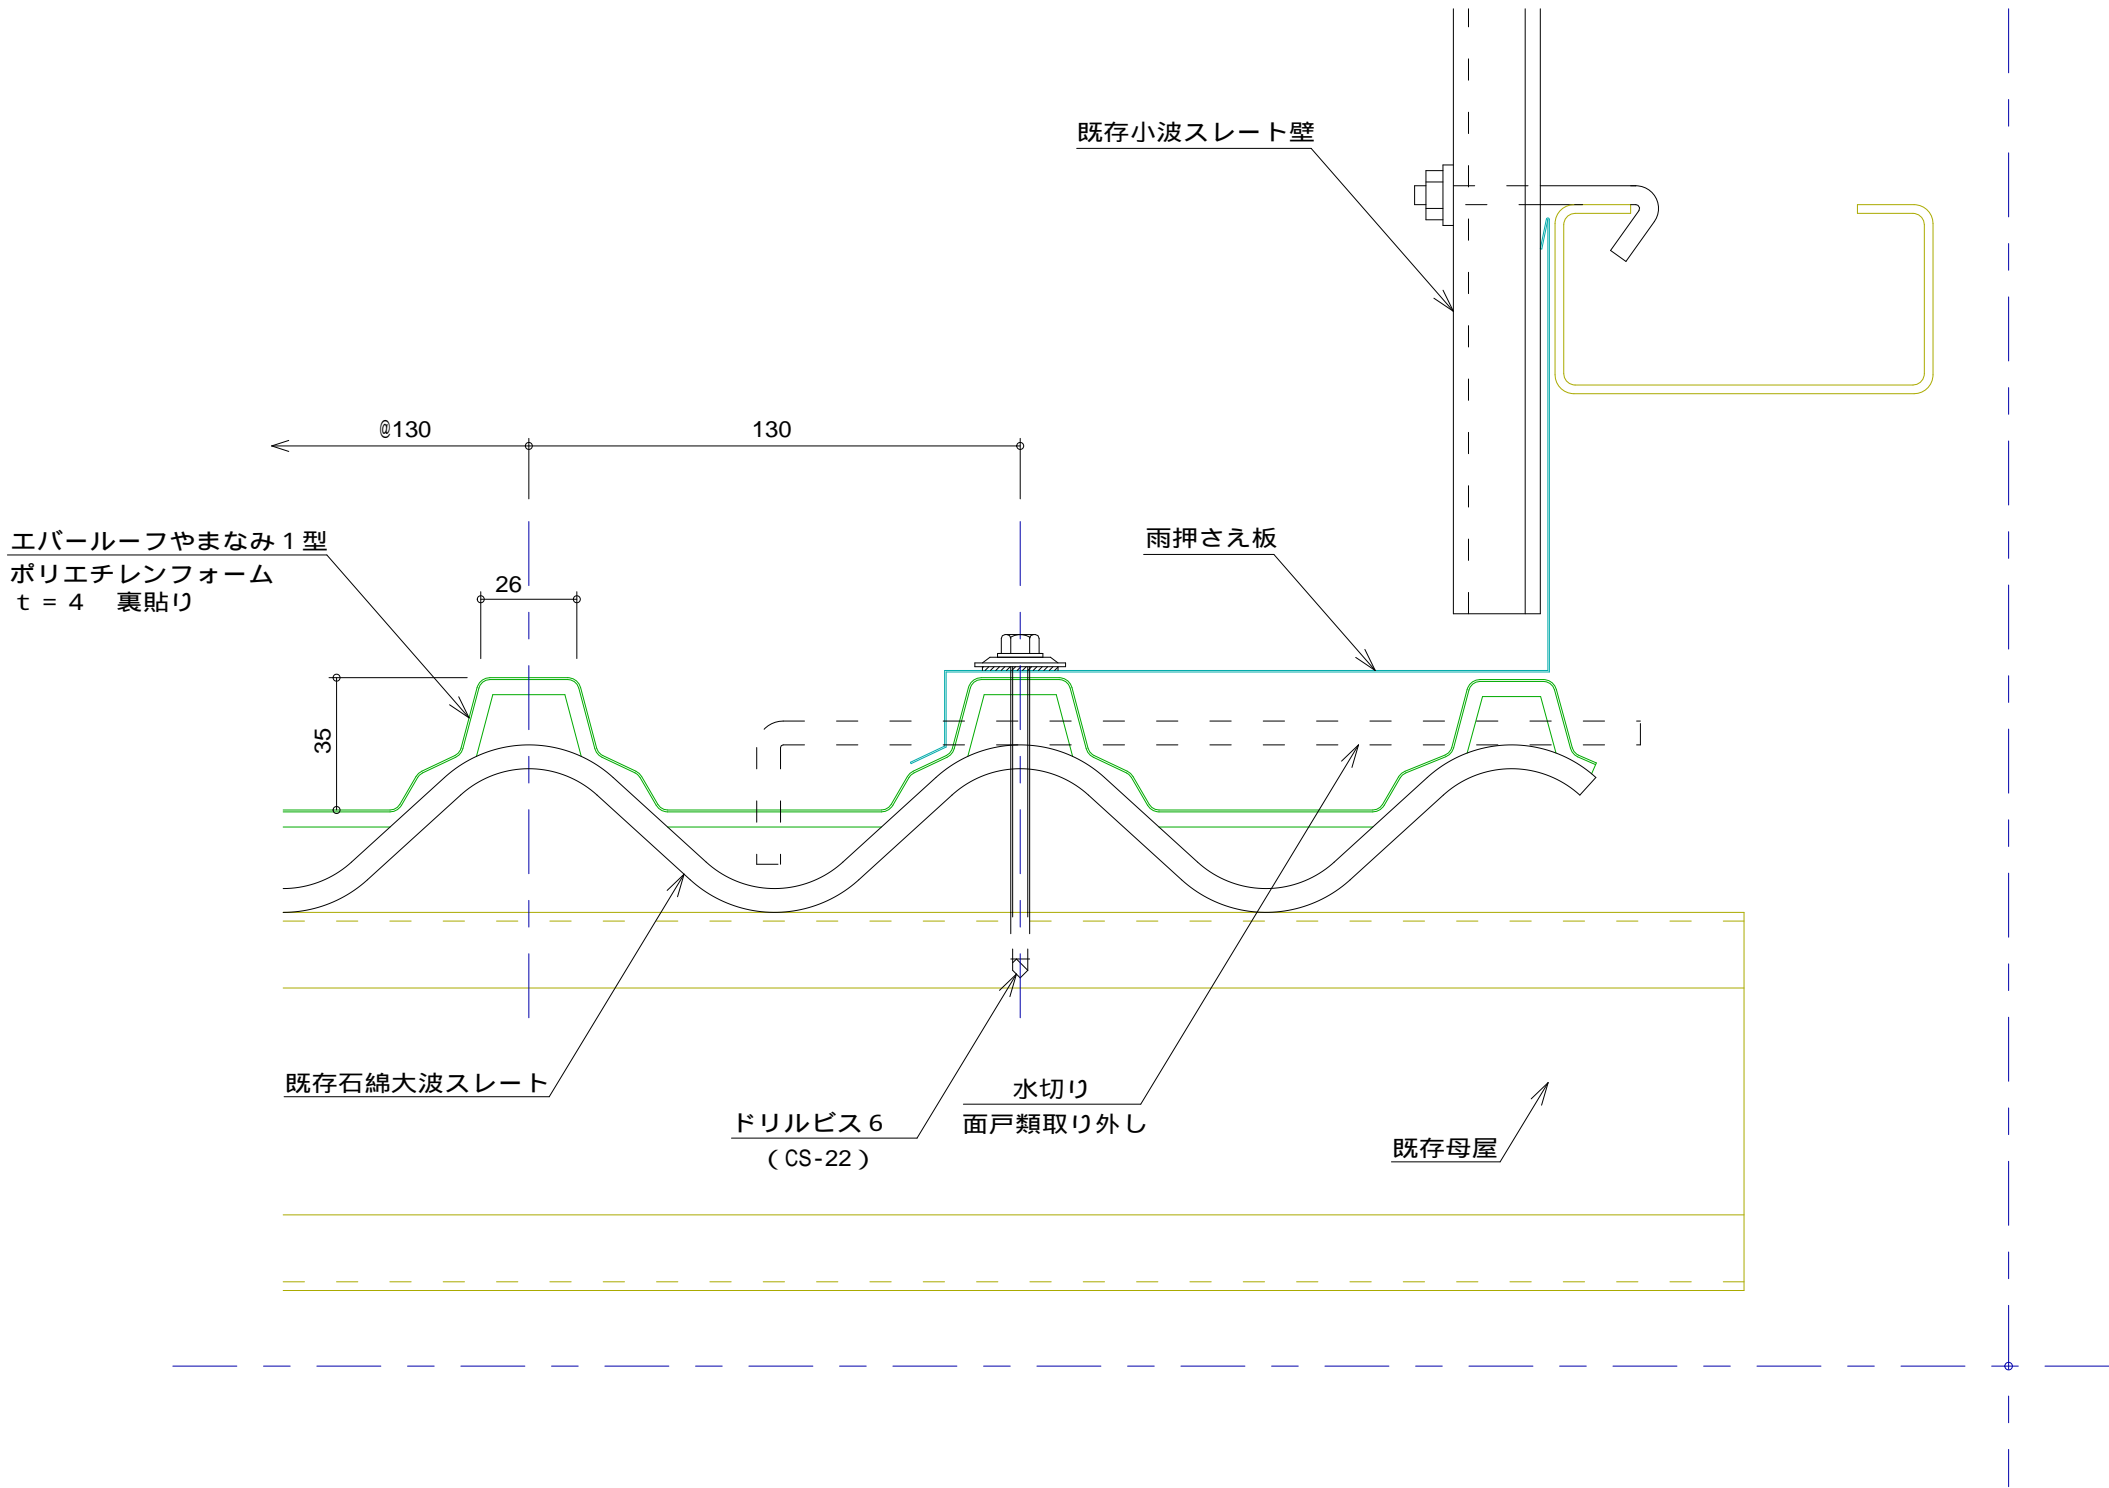 既存小波スレート壁
@130
130
エバールーフやまなみ1型
ポリエチレンフォーム
t=4 裏貼り
26
雨押さえ板
35
既存石綿大波スレート
ドリルビス6
(CS-22)
水切り
面戸類取り外し
既存母屋